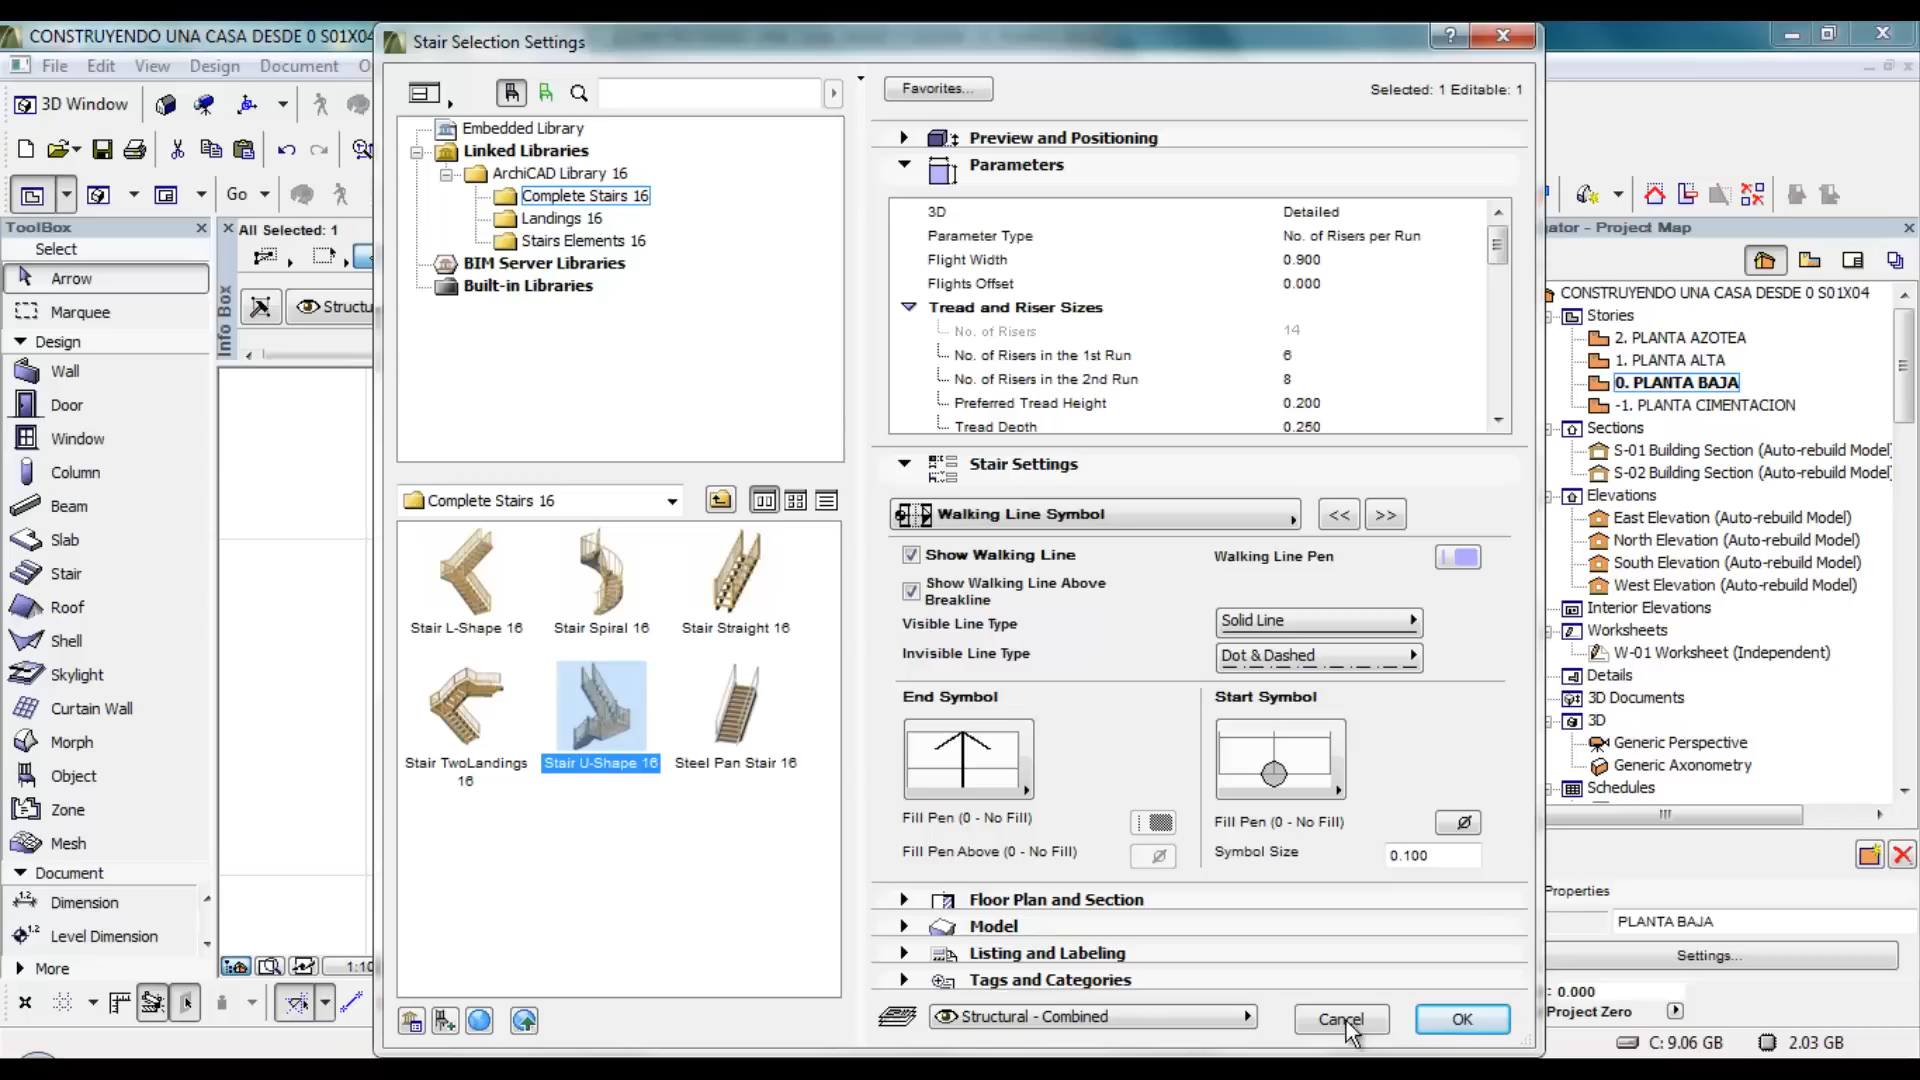 CONSTRUYENDO UNA CASA DESDE 0 S01X04
Stair Selection Settings
File Edit View Design Document
3D Window
Go
ToolBox
Select
Arrow
Marquee
Design
Wall
Door
Window
Column
Beam
Slab
Stair
Roof
Shell
Skylight
Curtain Wall
Morph
Object
Zone
Mesh
Document
Dimension
Level Dimension
More
All Selected: 1
Info Box
Structu
1:10
Embedded Library
Linked Libraries
ArchiCAD Library 16
Complete Stairs 16
Landings 16
Stairs Elements 16
BIM Server Libraries
Built-in Libraries
Complete Stairs 16
Stair L-Shape 16
Stair Spiral 16
Stair Straight 16
Stair TwoLandings 16
Stair U-Shape 16
Steel Pan Stair 16
Favorites...
Selected: 1 Editable: 1
Preview and Positioning
Parameters
3D Detailed
Parameter Type No. of Risers per Run
Flight Width 0.900
Flights Offset 0.000
Tread and Riser Sizes
No. of Risers 14
No. of Risers in the 1st Run 6
No. of Risers in the 2nd Run 8
Preferred Tread Height 0.200
Tread Depth 0.250
Stair Settings
Walking Line Symbol << >>
Show Walking Line
Walking Line Pen
Show Walking Line Above Breakline
Visible Line Type Solid Line
Invisible Line Type Dot & Dashed
End Symbol
Start Symbol
Fill Pen (0 - No Fill)
Fill Pen (0 - No Fill)
Fill Pen Above (0 - No Fill)
Symbol Size 0.100
Floor Plan and Section
Model
Listing and Labeling
Tags and Categories
Structural - Combined
Cancel
OK
ator - Project Map
CONSTRUYENDO UNA CASA DESDE 0 S01X04
Stories
2. PLANTA AZOTEA
1. PLANTA ALTA
0. PLANTA BAJA
-1. PLANTA CIMENTACION
Sections
S-01 Building Section (Auto-rebuild Model)
S-02 Building Section (Auto-rebuild Model)
Elevations
East Elevation (Auto-rebuild Model)
North Elevation (Auto-rebuild Model)
South Elevation (Auto-rebuild Model)
West Elevation (Auto-rebuild Model)
Interior Elevations
Worksheets
W-01 Worksheet (Independent)
Details
3D Documents
3D
Generic Perspective
Generic Axonometry
Schedules
Properties
PLANTA BAJA
Settings...
: 0.000
Project Zero
C: 9.06 GB
2.03 GB